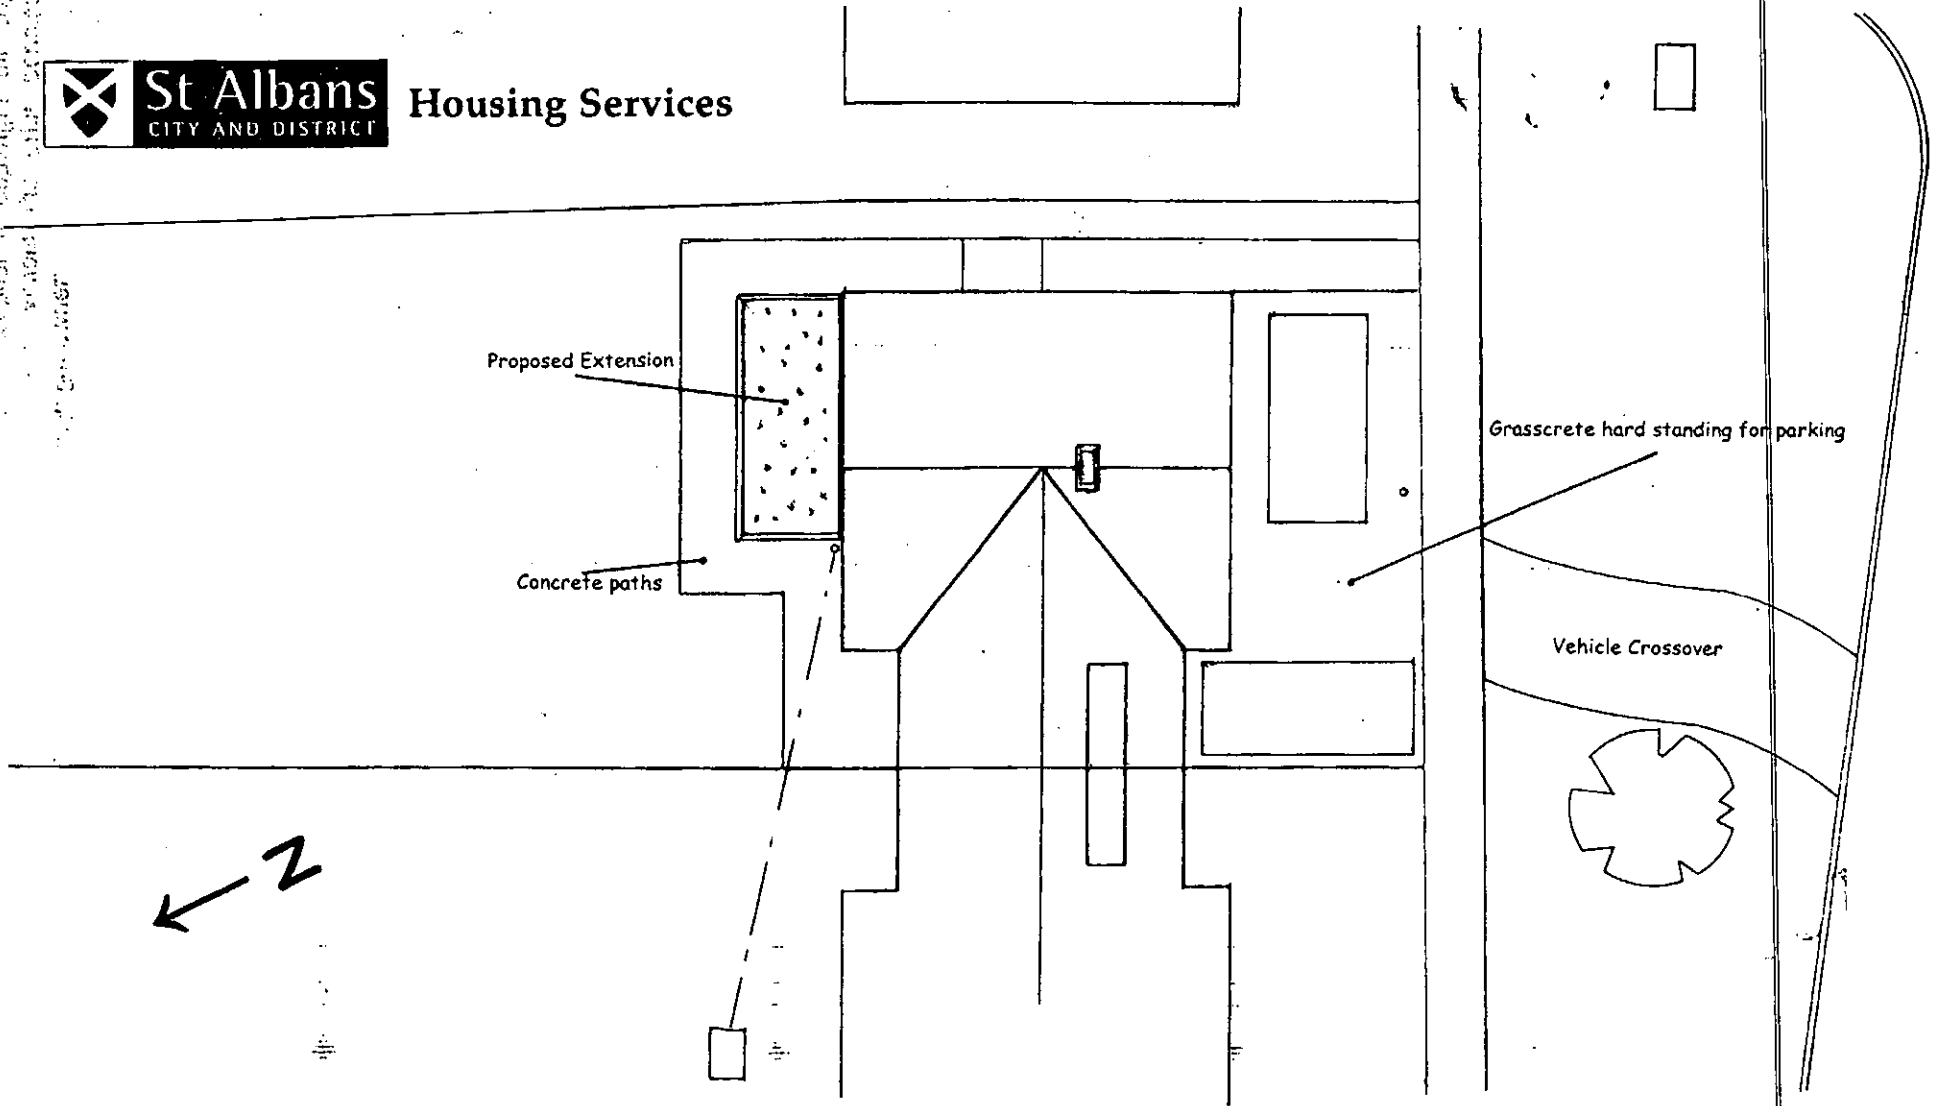 St Albans
CITY AND DISTRICT
Housing Services
Proposed Extension
Grasscrete hard standing for parking
Concrete paths
Vehicle Crossover
N